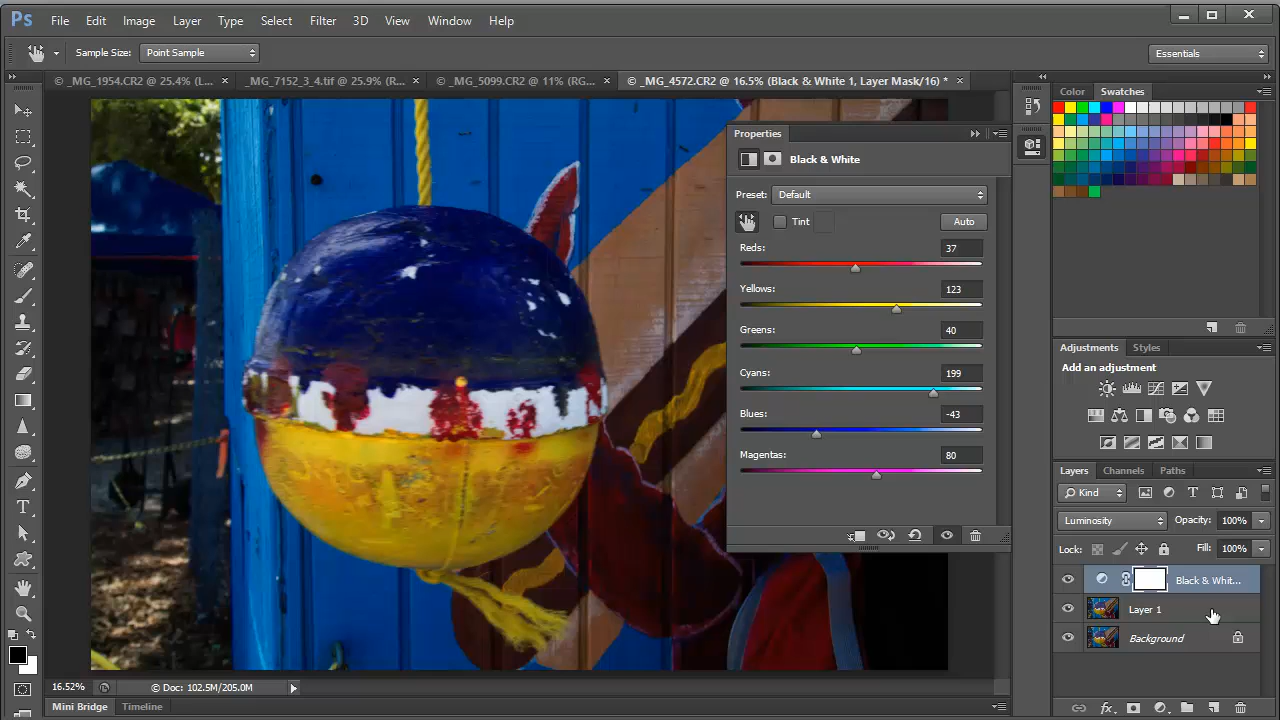 Ps File Edit Image Layer Type Select Filter 3D View Window Help
Sample Size: Point Sample Essentials
© _MG_1954.CR2 @ 25.4% (L... × _MG_7152_3_4.tif @ 25.9% (R... × © _MG_5099.CR2 @ 11% (RG... × © _MG_4572.CR2 @ 16.5% (Black & White 1, Layer Mask/16) * ×
Color Swatches
Properties
Black & White
Preset: Default
Tint Auto
Reds: 37
Yellows: 123
Greens: 40
Cyans: 199
Blues: -43
Magentas: 80
Adjustments Styles
Add an adjustment
Layers Channels Paths
Kind
Luminosity Opacity: 100%
Lock: Fill: 100%
Black & Whit...
Layer 1
Background
16.52% © Doc: 102.5M/205.0M
Mini Bridge Timeline